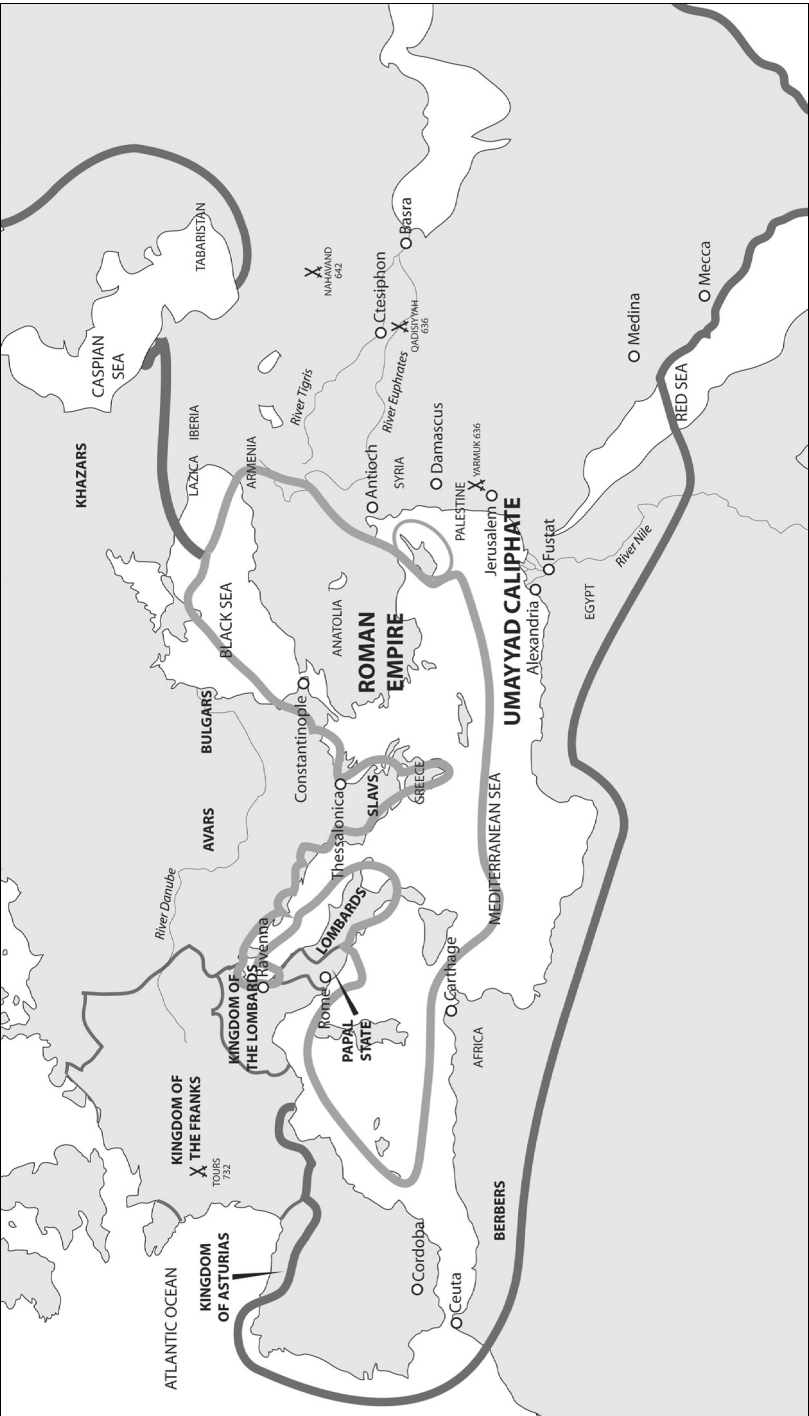 ATLANTIC OCEAN
KINGDOM
OF ASTURIAS
KINGDOM OF
THE FRANKS
TOURS
732
KINGDOM OF
THE LOMBARDS
River Danube
AVARS
BULGARS
KHAZARS
CASPIAN
SEA
TABARISTAN
LAZICA
IBERIA
ARMENIA
BLACK SEA
Ravenna
LOMBARDS
Rome
PAPAL
STATE
Thessalonica
SLAVS
GREECE
Constantinople
ANATOLIA
ROMAN
EMPIRE
Antioch
SYRIA
River Tigris
River Euphrates
NAHAVAND
642
Ctesiphon
QADISIYYAH
636
Basra
Damascus
YARMUK 636
PALESTINE
Jerusalem
UMAYYAD CALIPHATE
Cordoba
Ceuta
BERBERS
AFRICA
Carthage
MEDITERRANEAN SEA
Alexandria
Fustat
EGYPT
River Nile
RED SEA
Medina
Mecca